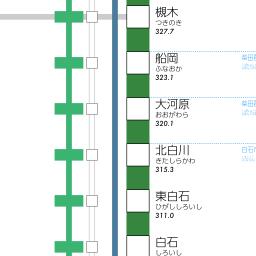 槻木
つきのき
327.7
船岡
ふなおか
323.1
大河原
おおがわら
320.1
北白川
きたしらかわ
315.3
東白石
ひがししろいし
311.0
白石
しろいし